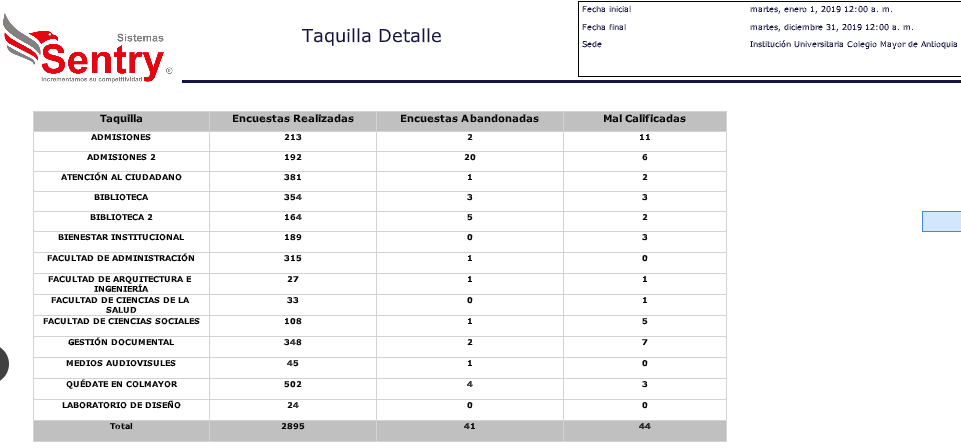 Sistemas
Sentry®
Incrementamos su competitividad
Taquilla Detalle
Fecha inicial martes, enero 1, 2019 12:00 a. m.
Fecha final martes, diciembre 31, 2019 12:00 a. m.
Sede Institución Universitaria Colegio Mayor de Antioquia
Taquilla Encuestas Realizadas Encuestas Abandonadas Mal Calificadas
ADMISIONES 213 2 11
ADMISIONES 2 192 20 6
ATENCIÓN AL CIUDADANO 381 1 2
BIBLIOTECA 354 3 3
BIBLIOTECA 2 164 5 2
BIENESTAR INSTITUCIONAL 189 0 3
FACULTAD DE ADMINISTRACIÓN 315 1 0
FACULTAD DE ARQUITECTURA E 27 1 1
INGENIERÍA
FACULTAD DE CIENCIAS DE LA 33 0 1
SALUD
FACULTAD DE CIENCIAS SOCIALES 108 1 5
GESTIÓN DOCUMENTAL 348 2 7
MEDIOS AUDIOVISULES 45 1 0
QUÉDATE EN COLMAYOR 502 4 3
LABORATORIO DE DISEÑO 24 0 0
Total 2895 41 44